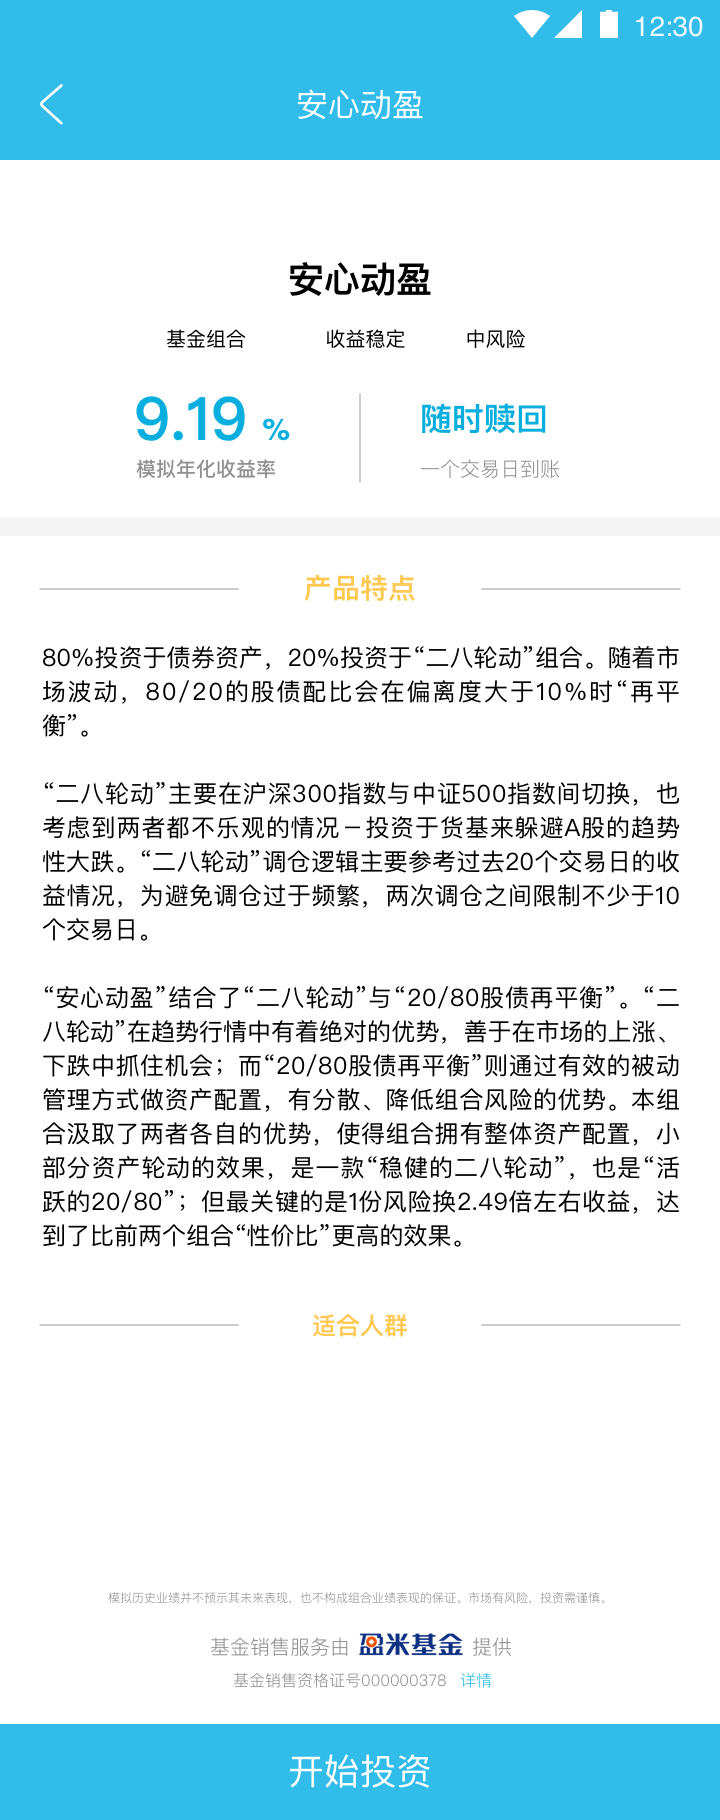 12:30
安心动盈
安心动盈
基金组合 收益稳定 中风险
9.19 % 随时赎回
模拟年化收益率 一个交易日到账
产品特点
80%投资于债券资产，20%投资于“二八轮动”组合。随着市
场波动，80/20的股债配比会在偏离度大于10%时“再平
衡”。
“二八轮动”主要在沪深300指数与中证500指数间切换，也
考虑到两者都不乐观的情况－投资于货基来躲避A股的趋势
性大跌。“二八轮动”调仓逻辑主要参考过去20个交易日的收
益情况，为避免调仓过于频繁，两次调仓之间限制不少于10
个交易日。
“安心动盈”结合了“二八轮动”与“20/80股债再平衡”。“二
八轮动”在趋势行情中有着绝对的优势，善于在市场的上涨、
下跌中抓住机会；而“20/80股债再平衡”则通过有效的被动
管理方式做资产配置，有分散、降低组合风险的优势。本组
合汲取了两者各自的优势，使得组合拥有整体资产配置，小
部分资产轮动的效果，是一款“稳健的二八轮动”，也是“活
跃的20/80”；但最关键的是1份风险换2.49倍左右收益，达
到了比前两个组合“性价比”更高的效果。
适合人群
模拟历史业绩并不预示其未来表现，也不构成组合业绩表现的保证。市场有风险，投资需谨慎。
基金销售服务由 盈米基金 提供
基金销售资格证号000000378 详情
开始投资